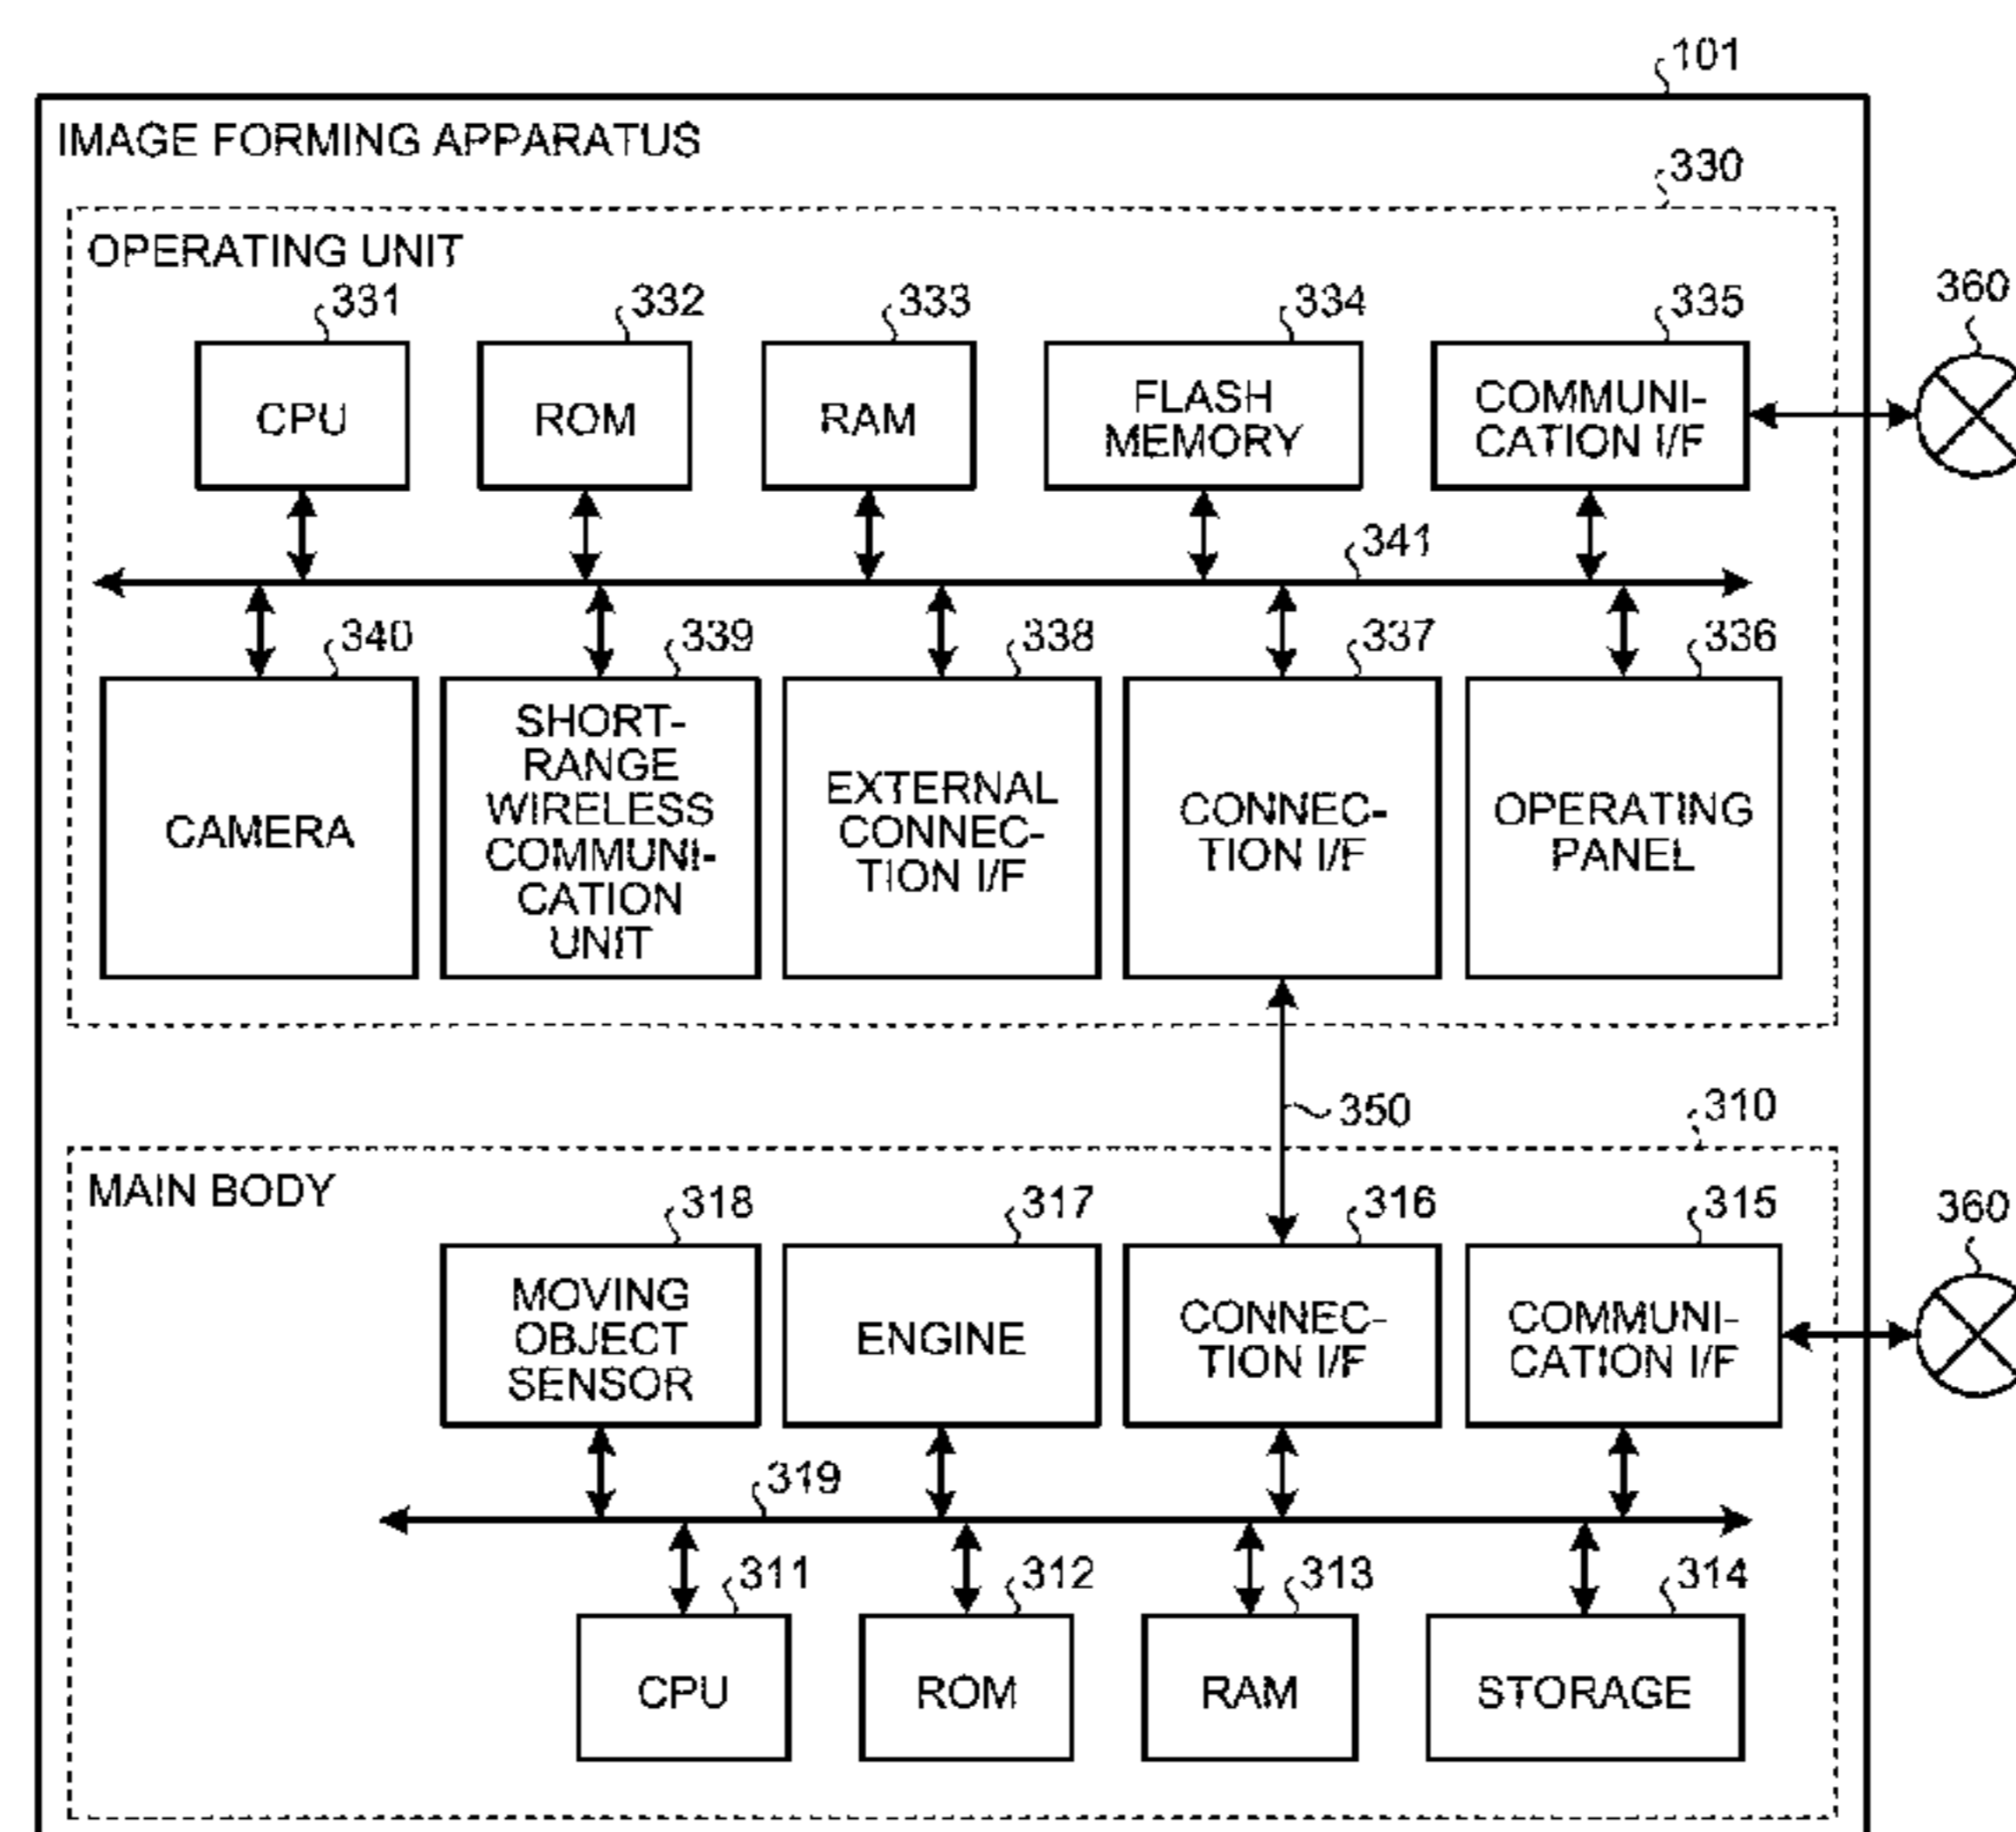 101
IMAGE FORMING APPARATUS
330
OPERATING UNIT
331
332
333
334
335
360
CPU
ROM
RAM
FLASH
MEMORY
COMMUNI-
CATION I/F
341
340
339
338
337
336
CAMERA
SHORT-
RANGE
WIRELESS
COMMUNI-
CATION
UNIT
EXTERNAL
CONNEC-
TION I/F
CONNEC-
TION I/F
OPERATING
PANEL
350
310
MAIN BODY
318
317
316
315
360
MOVING
OBJECT
SENSOR
ENGINE
CONNEC-
TION I/F
COMMUNI-
CATION I/F
319
311
312
313
314
CPU
ROM
RAM
STORAGE